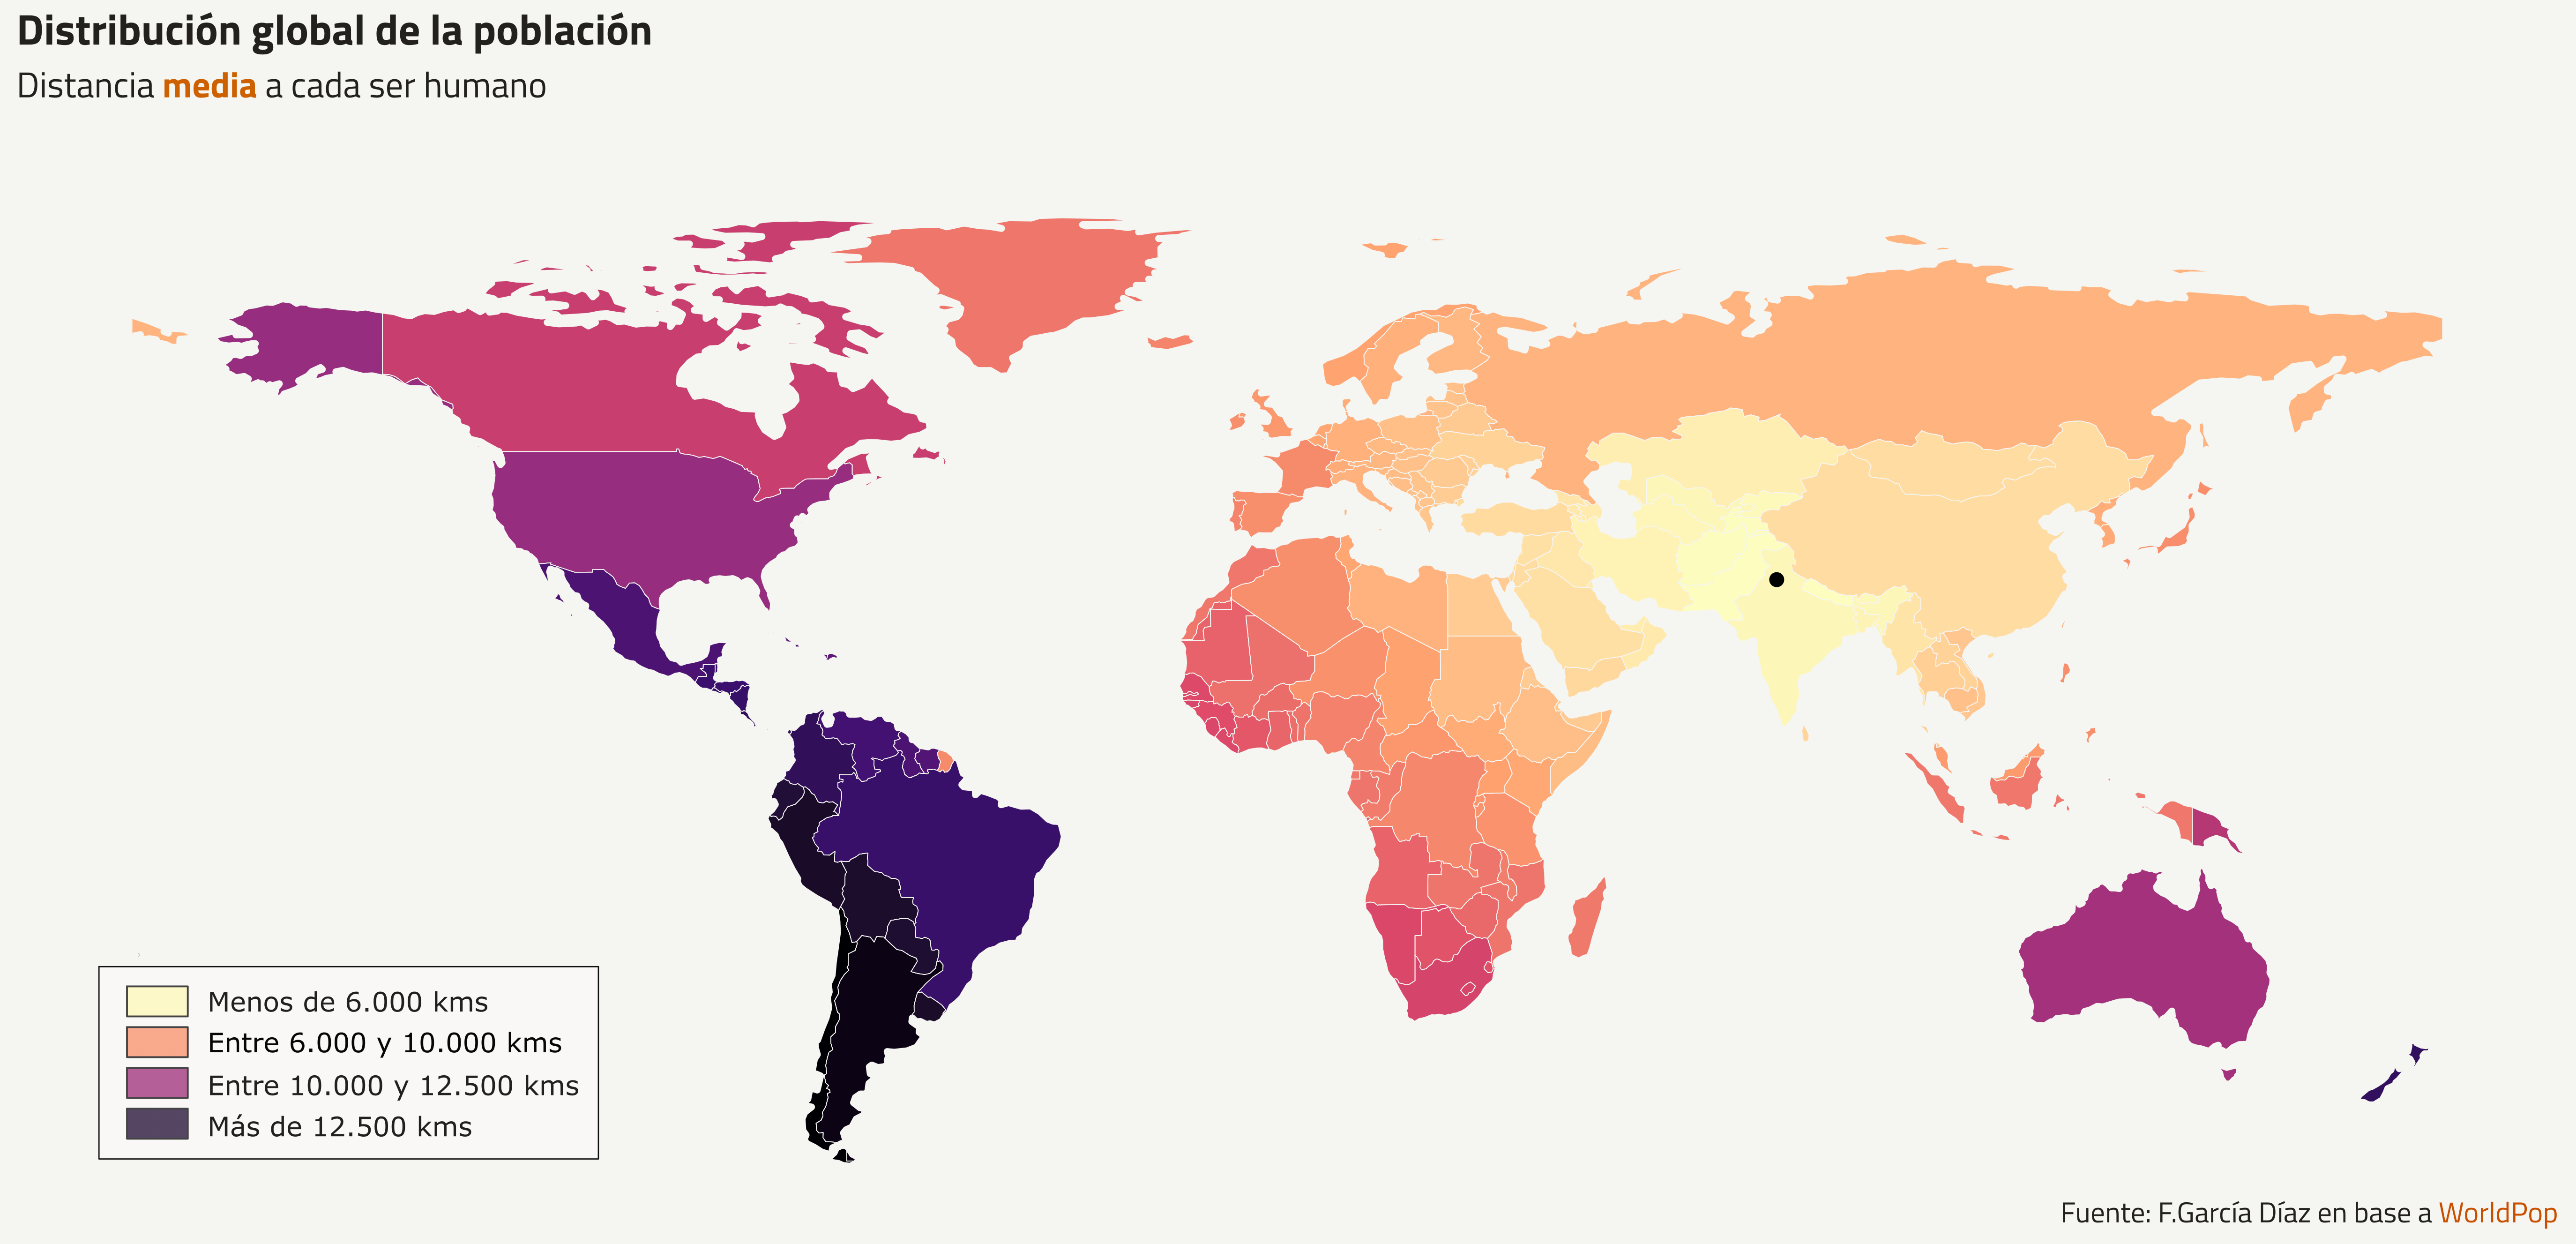 Distribución global de la población
Distancia media a cada ser humano
Menos de 6.000 kms
Entre 6.000 y 10.000 kms
Entre 10.000 y 12.500 kms
Más de 12.500 kms
Fuente: F.García Díaz en base a WorldPop